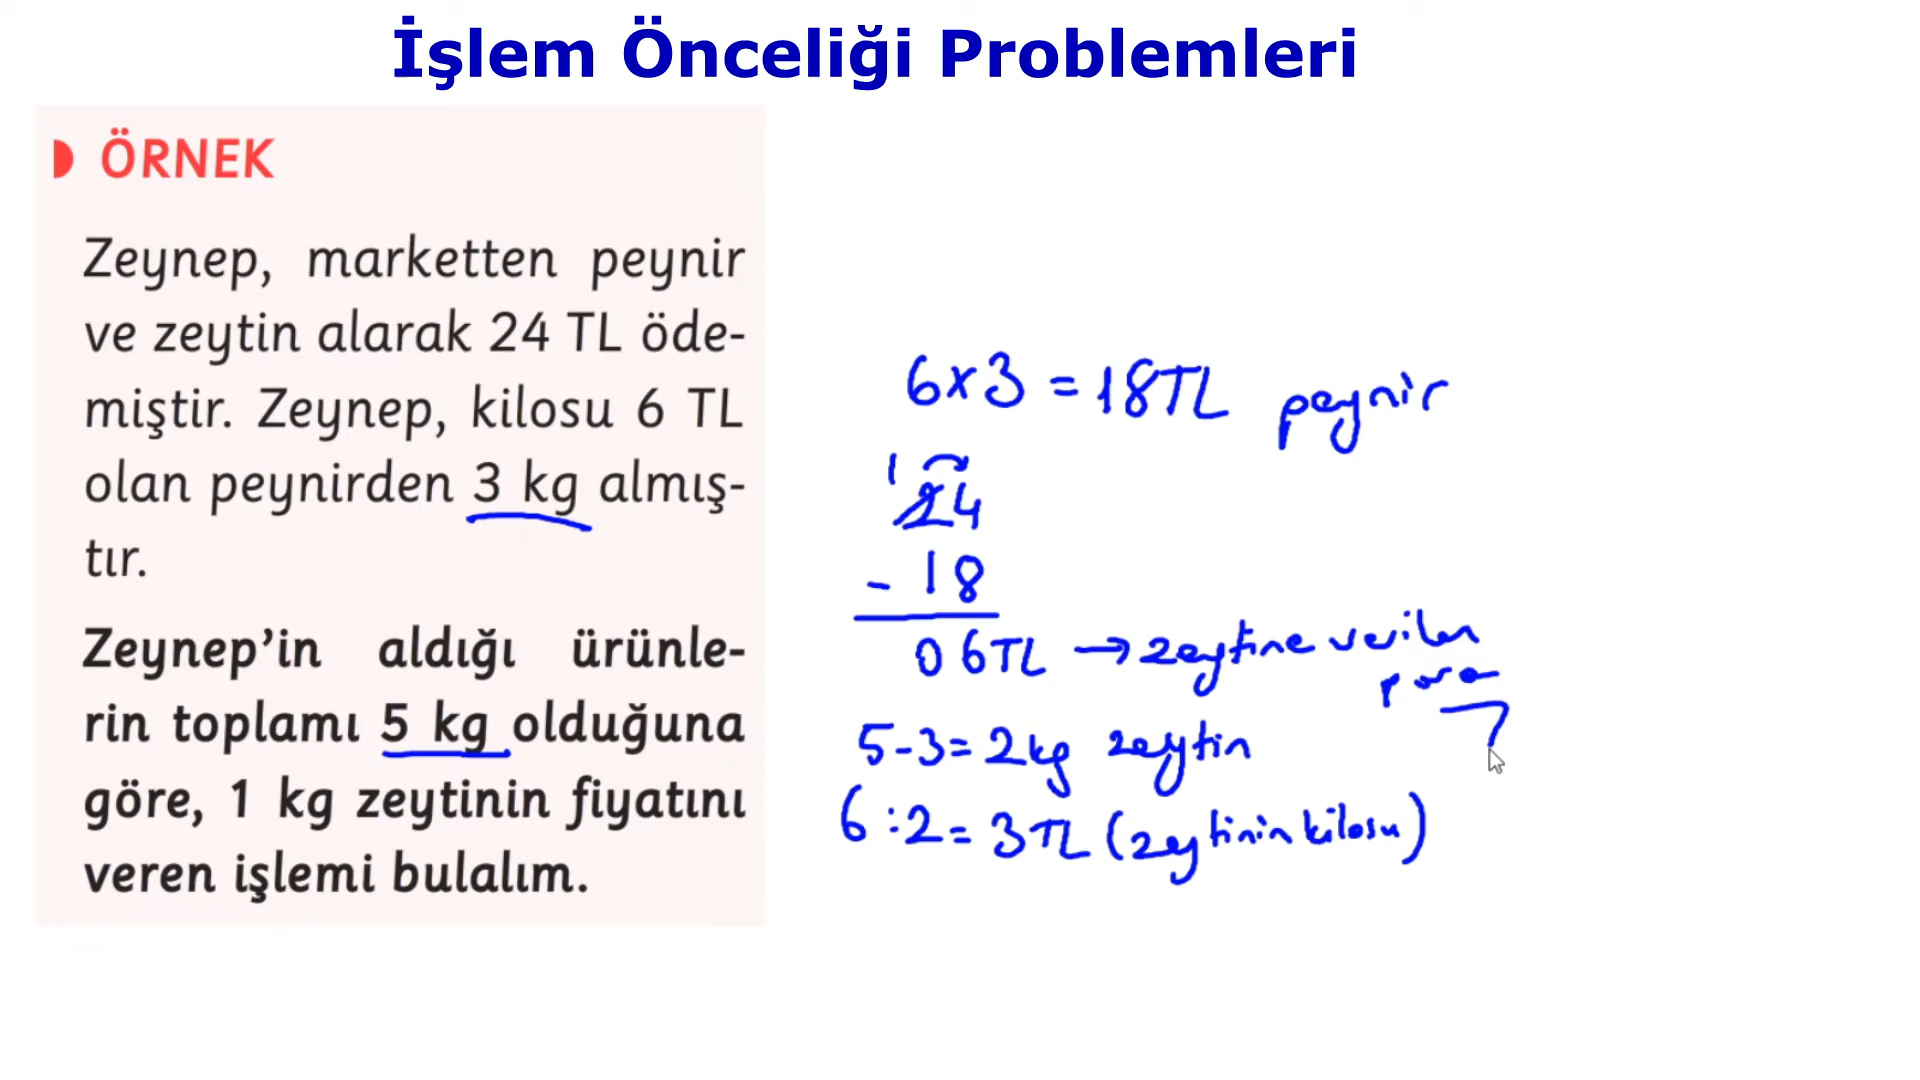 İşlem Önceliği Problemleri
ÖRNEK
Zeynep, marketten peynir
ve zeytin alarak 24 TL öde-
miştir. Zeynep, kilosu 6 TL
olan peynirden 3 kg almış-
tır.
Zeynep’in aldığı ürünle-
rin toplamı 5 kg olduğuna
göre, 1 kg zeytinin fiyatını
veren işlemi bulalım.
6x3 = 18TL peynir
1
24
- 18
06TL → zeytine verilen
para
5-3= 2kg zeytin
6:2= 3TL (zeytinin kilosu)